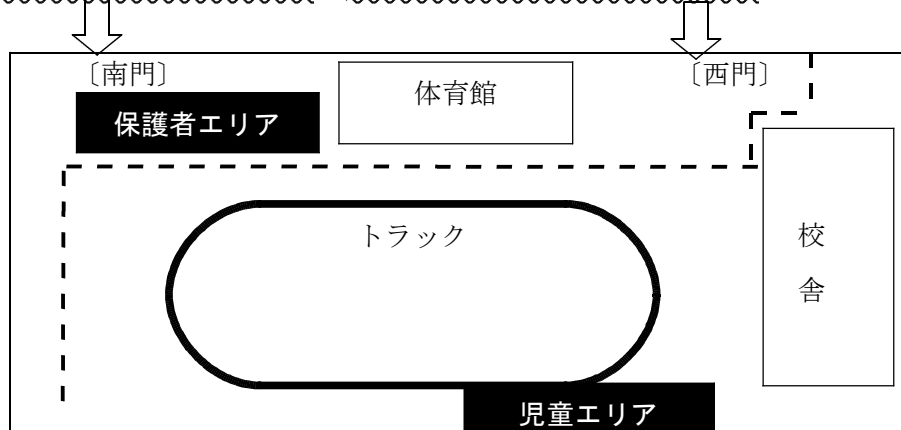 〔南門〕
〔西門〕
体育館
保護者エリア
トラック
校
舎
児童エリア